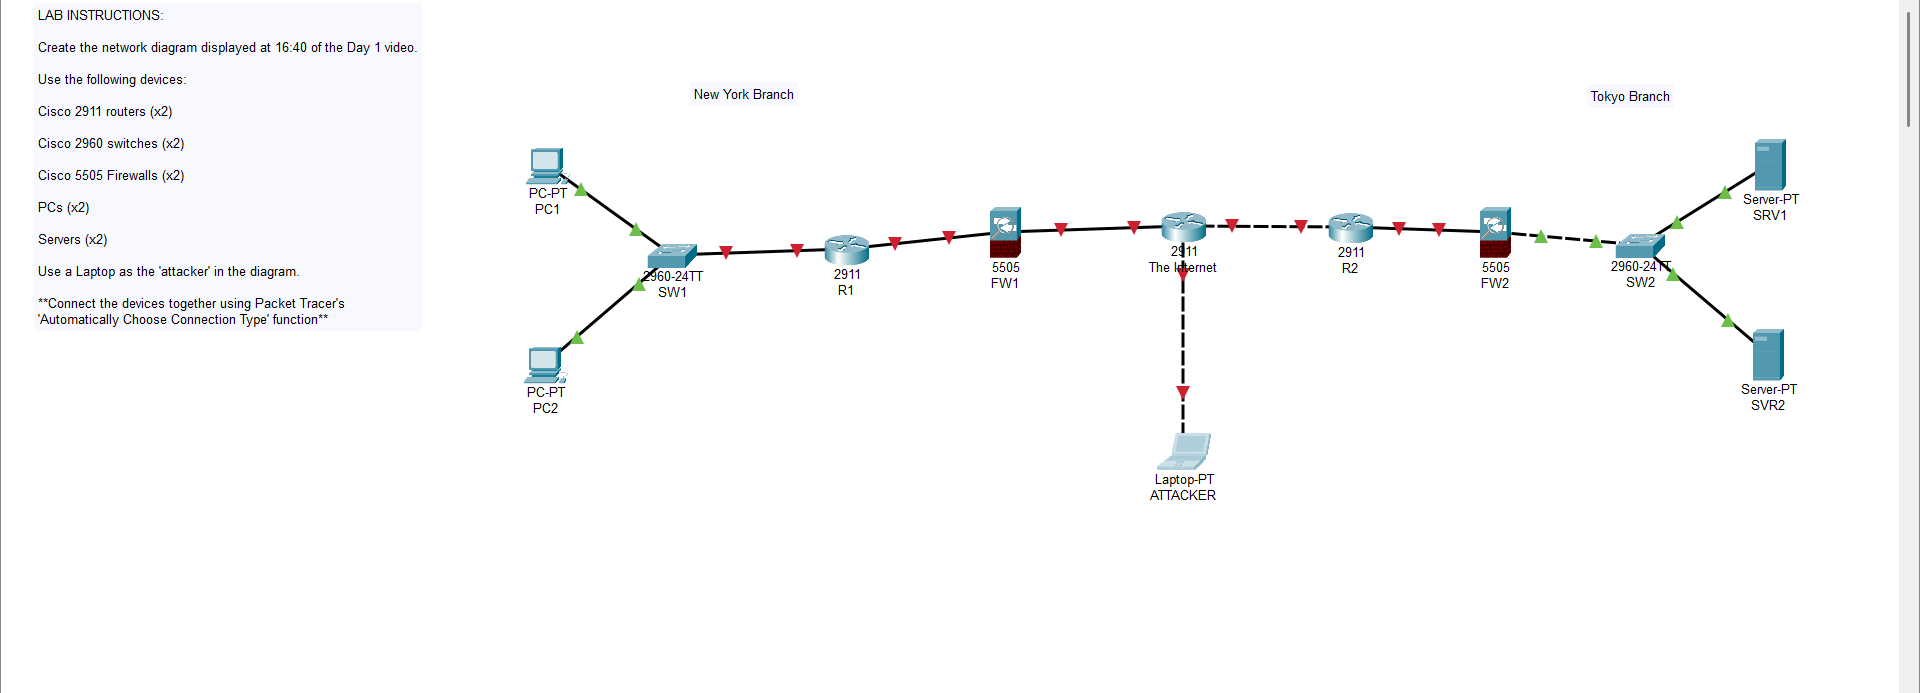 LAB INSTRUCTIONS:
Create the network diagram displayed at 16:40 of the Day 1 video.
Use the following devices:
Cisco 2911 routers (x2)
Cisco 2960 switches (x2)
Cisco 5505 Firewalls (x2)
PCs (x2)
Servers (x2)
Use a Laptop as the 'attacker' in the diagram.
**Connect the devices together using Packet Tracer's
'Automatically Choose Connection Type' function**
New York Branch
Tokyo Branch
PC-PT
PC1
PC-PT
PC2
2960-24TT
SW1
2911
R1
5505
FW1
2911
The Internet
Laptop-PT
ATTACKER
2911
R2
5505
FW2
2960-24TT
SW2
Server-PT
SRV1
Server-PT
SVR2